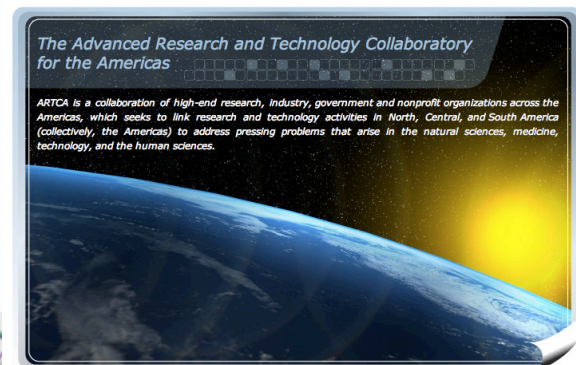 The Advanced Research and Technology Collaboratory
for the Americas
ARTCA is a collaboration of high-end research, industry, government and nonprofit organizations across the
Americas, which seeks to link research and technology activities in North, Central, and South America
(collectively, the Americas) to address pressing problems that arise in the natural sciences, medicine,
technology, and the human sciences.